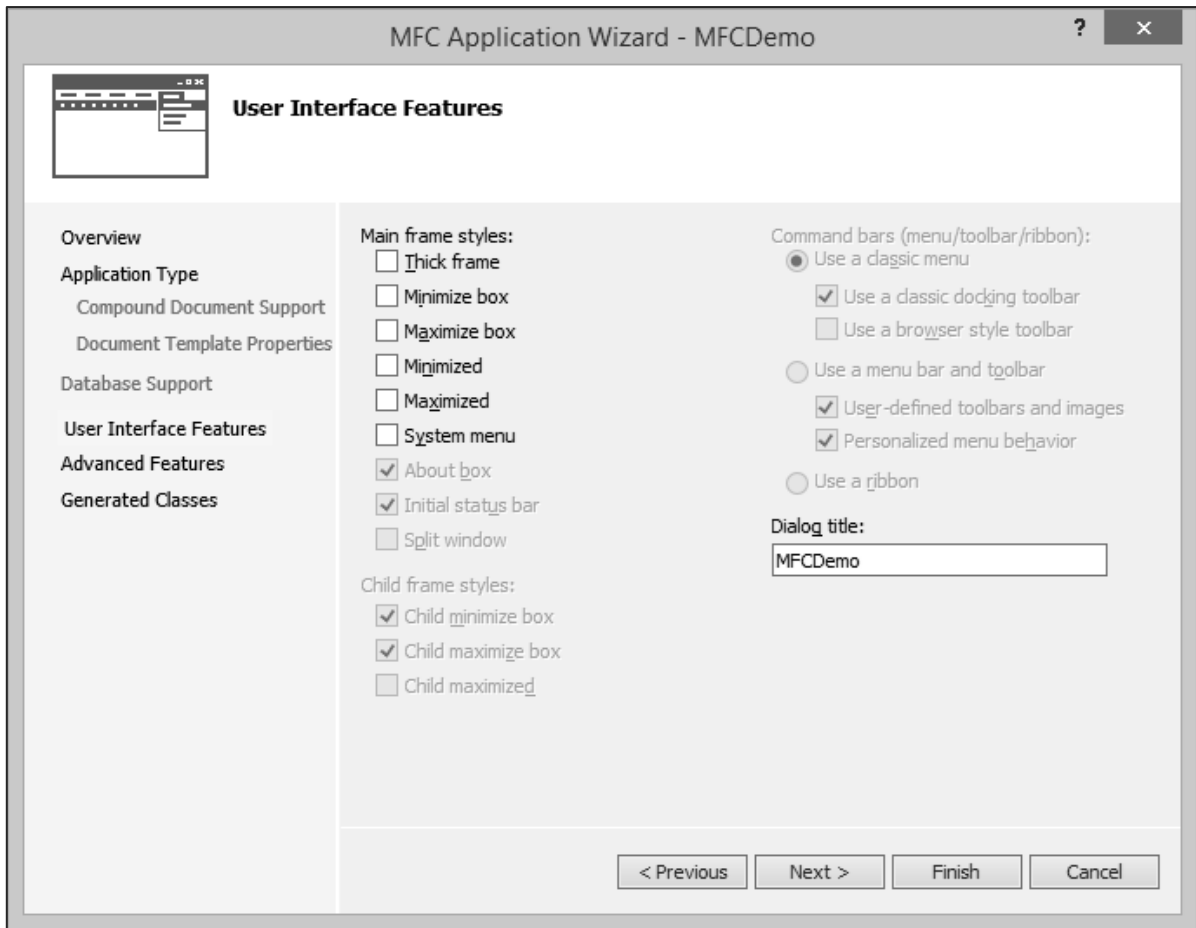 MFC Application Wizard - MFCDemo
?
User Interface Features
Overview
Application Type
Compound Document Support
Document Template Properties
Database Support
User Interface Features
Advanced Features
Generated Classes
Main frame styles:
Thick frame
Minimize box
Maximize box
Minimized
Maximized
System menu
About box
Initial status bar
Split window
Child frame styles:
Child minimize box
Child maximize box
Child maximized
Command bars (menu/toolbar/ribbon):
Use a classic menu
Use a classic docking toolbar
Use a browser style toolbar
Use a menu bar and toolbar
User-defined toolbars and images
Personalized menu behavior
Use a ribbon
Dialog title:
MFCDemo
< Previous
Next >
Finish
Cancel